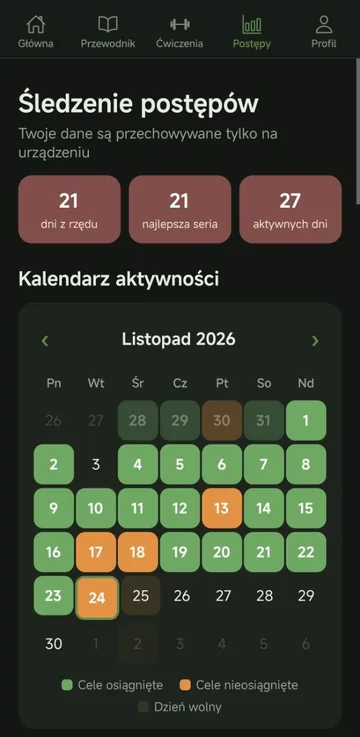 Główna Przewodnik Ćwiczenia Postępy Profil
Śledzenie postępów
Twoje dane są przechowywane tylko na
urządzeniu
21 21 27
dni z rzędu najlepsza seria aktywnych dni
Kalendarz aktywności
‹ Listopad 2026 ›
Pn Wt Śr Cz Pt So Nd
26 27 28 29 30 31 1
2 3 4 5 6 7 8
9 10 11 12 13 14 15
16 17 18 19 20 21 22
23 24 25 26 27 28 29
30 1 2 3 4 5 6
Cele osiągnięte Cele nieosiągnięte
Dzień wolny